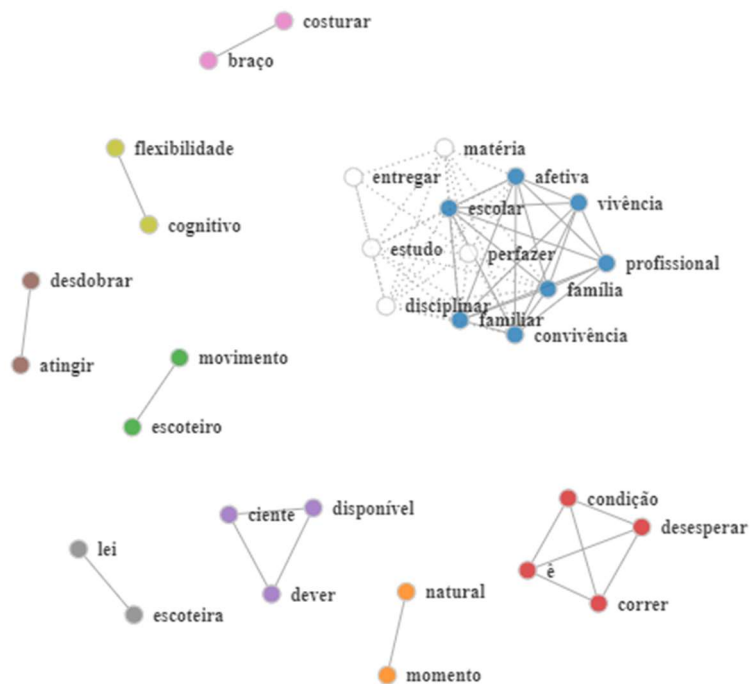 costurar
braço
flexibilidade
matéria
entregar
afetiva
vivência
escolar
cognitivo
estudo
perfazer
profissional
desdobrar
família
disciplinar
familiar
convivência
movimento
atingir
escoteiro
condição
disponível
ciente
desesperar
lei
ê
dever
natural
correr
escoteira
momento